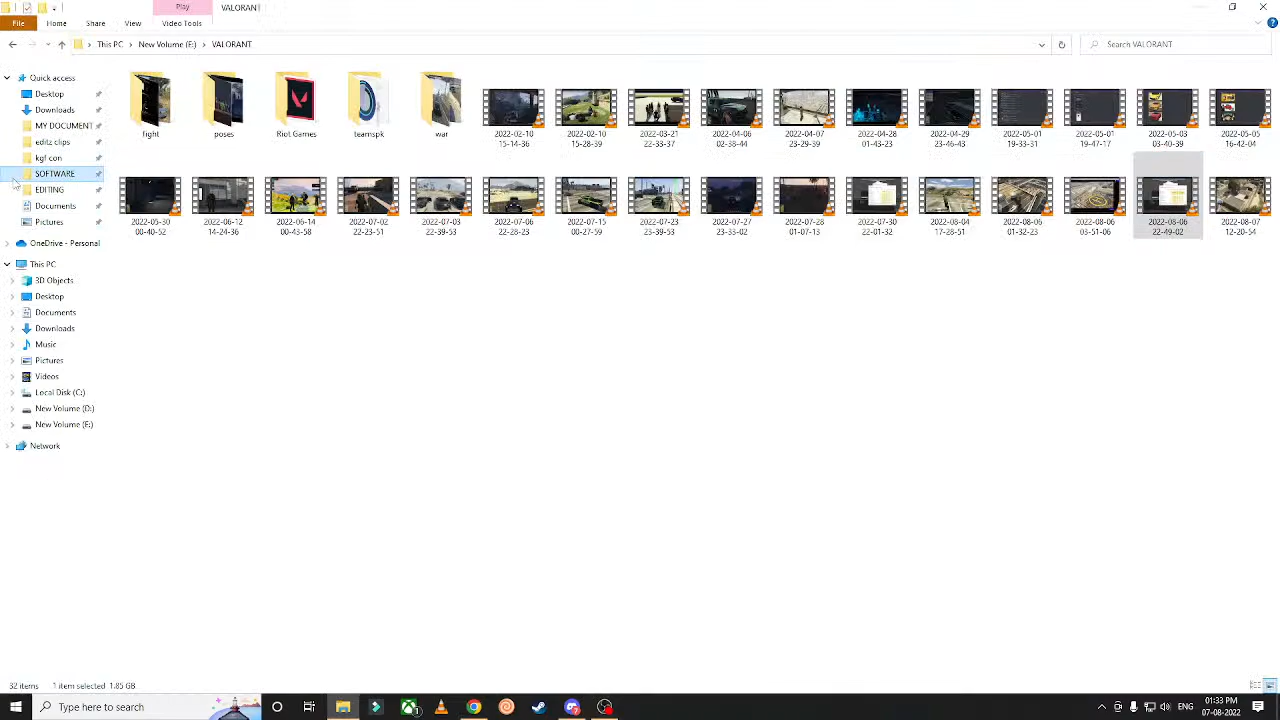 Play
VALORANT
File
Home
Share
View
Video Tools
This PC
New Volume (E:)
VALORANT
Search VALORANT
Quick access
Desktop
Downloads
MY DOCUMENT
editz clips
kgf con
SOFTWARE
EDITING
Documents
Pictures
OneDrive - Personal
This PC
3D Objects
Desktop
Documents
Downloads
Music
Pictures
Videos
Local Disk (C:)
New Volume (D:)
New Volume (E:)
Network
fight
poses
Riot Games
teamspk
war
2022-02-10
15-14-36
2022-02-10
15-28-39
2022-03-21
22-33-37
2022-04-06
02-38-44
2022-04-07
23-29-39
2022-04-28
01-43-23
2022-04-29
23-46-43
2022-05-01
19-33-31
2022-05-01
19-47-17
2022-05-03
03-40-39
2022-05-05
16-42-04
2022-05-30
00-40-52
2022-06-12
14-24-36
2022-06-14
00-43-58
2022-07-02
22-23-51
2022-07-03
22-39-53
2022-07-06
22-28-23
2022-07-15
00-27-59
2022-07-23
23-39-53
2022-07-27
23-33-02
2022-07-28
01-07-13
2022-07-30
22-01-32
2022-08-04
17-28-51
2022-08-06
01-32-23
2022-08-06
03-51-06
2022-08-06
22-49-02
2022-08-07
12-20-54
32 items
1 item selected 1.85 GB
Type here to search
ENG
01:33 PM
07-08-2022